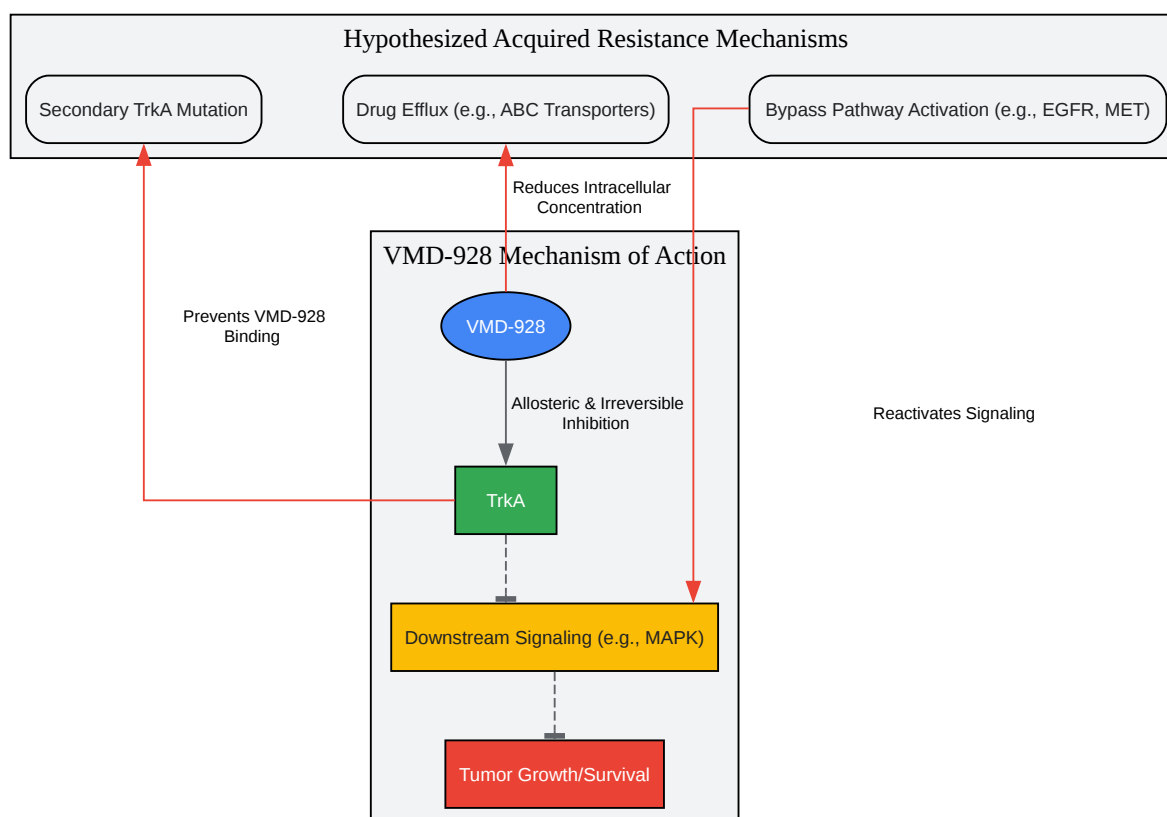 Hypothesized Acquired Resistance Mechanisms
Secondary TrkA Mutation
Drug Efflux (e.g., ABC Transporters)
Bypass Pathway Activation (e.g., EGFR, MET)
Reduces Intracellular
Concentration
VMD-928 Mechanism of Action
Prevents VMD-928
Binding
VMD-928
Allosteric & Irreversible
Inhibition
Reactivates Signaling
TrkA
Downstream Signaling (e.g., MAPK)
Tumor Growth/Survival